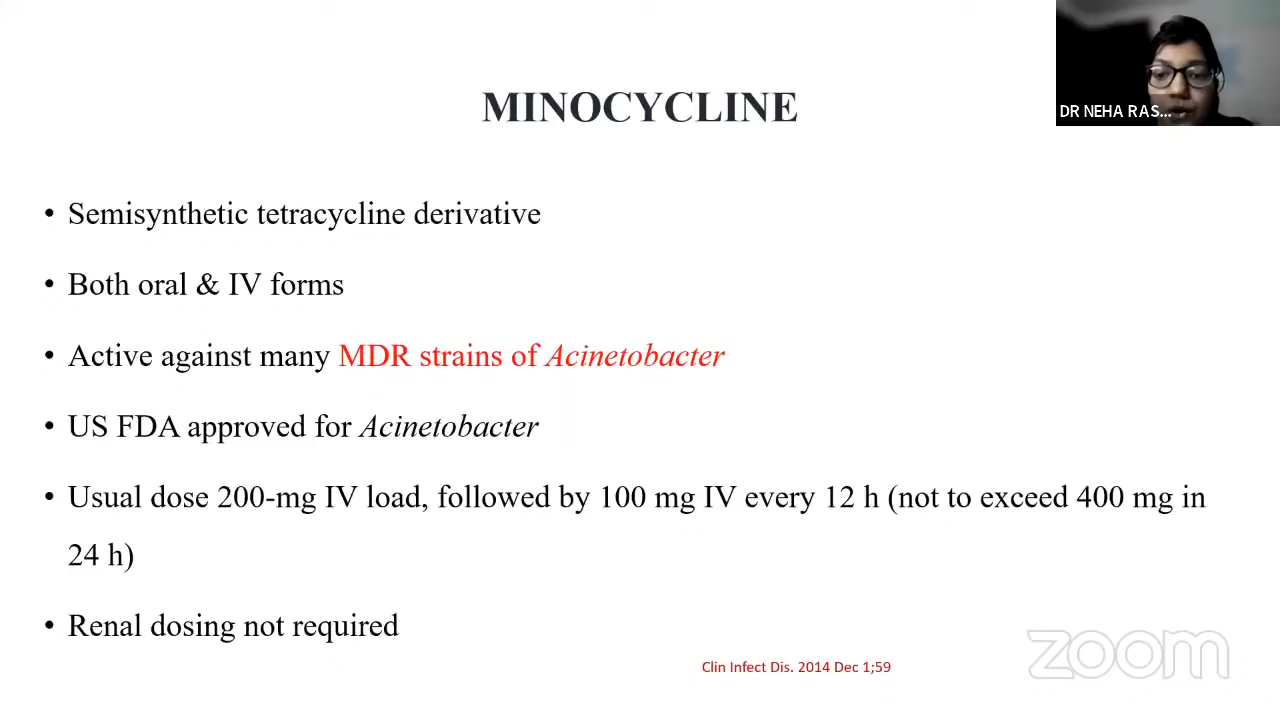 DR NEHA RAS...
MINOCYCLINE
• Semisynthetic tetracycline derivative
• Both oral & IV forms
• Active against many MDR strains of Acinetobacter
• US FDA approved for Acinetobacter
• Usual dose 200-mg IV load, followed by 100 mg IV every 12 h (not to exceed 400 mg in
24 h)
• Renal dosing not required
Clin Infect Dis. 2014 Dec 1;59
zoom